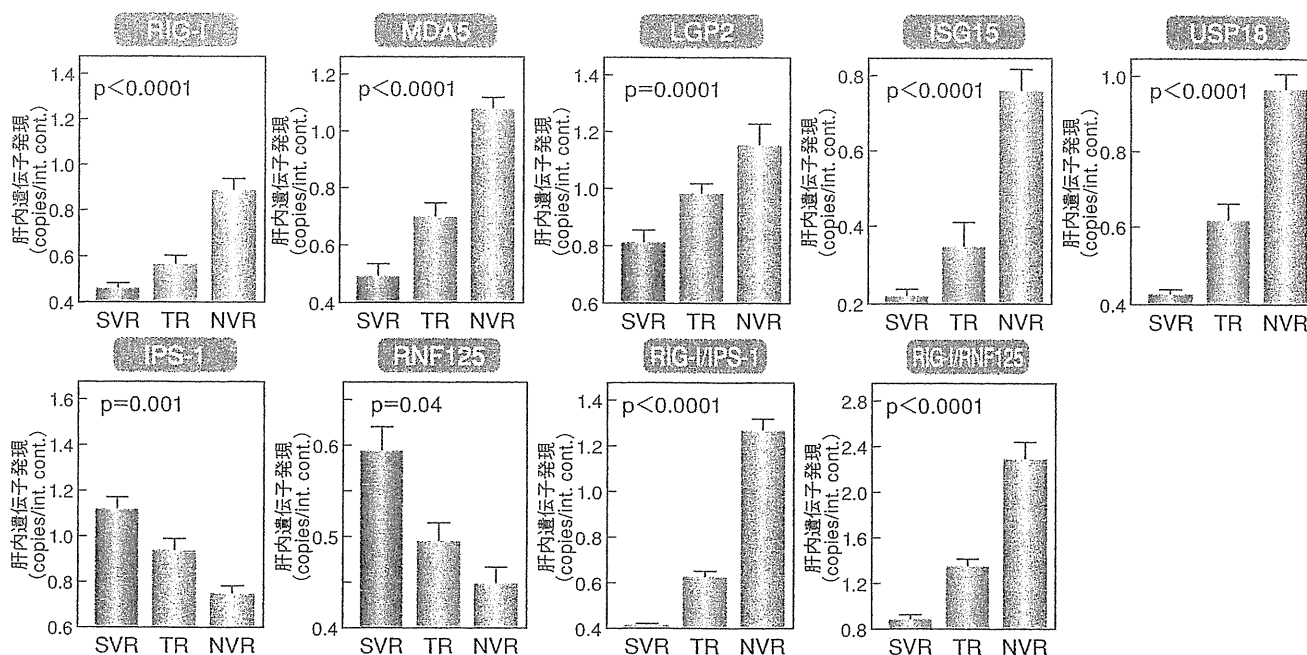 RIG-I
肝内遺伝子発現
(copies/int. cont.)
1.4
1.2
1.0
0.8
0.6
0.4
p<0.0001
SVR TR NVR
MDA5
肝内遺伝子発現
(copies/int. cont.)
1.2
1.0
0.8
0.6
0.4
p<0.0001
SVR TR NVR
LGP2
肝内遺伝子発現
(copies/int. cont.)
1.4
1.2
1.0
0.8
0.6
p=0.0001
SVR TR NVR
ISG15
肝内遺伝子発現
(copies/int. cont.)
0.8
0.6
0.4
0.2
p<0.0001
SVR TR NVR
USP18
肝内遺伝子発現
(copies/int. cont.)
1.0
0.8
0.6
0.4
p<0.0001
SVR TR NVR
IPS-1
肝内遺伝子発現
(copies/int. cont.)
1.6
1.4
1.2
1.0
0.8
0.6
p=0.001
SVR TR NVR
RNF125
肝内遺伝子発現
(copies/int. cont.)
0.6
0.5
0.4
p=0.04
SVR TR NVR
RIG-I/IPS-1
肝内遺伝子発現
(copies/int. cont.)
1.4
1.2
1.0
0.8
0.6
0.4
p<0.0001
SVR TR NVR
RIG-I/RNF125
肝内遺伝子発現
(copies/int. cont.)
2.8
2.4
2.0
1.6
1.2
0.8
p<0.0001
SVR TR NVR